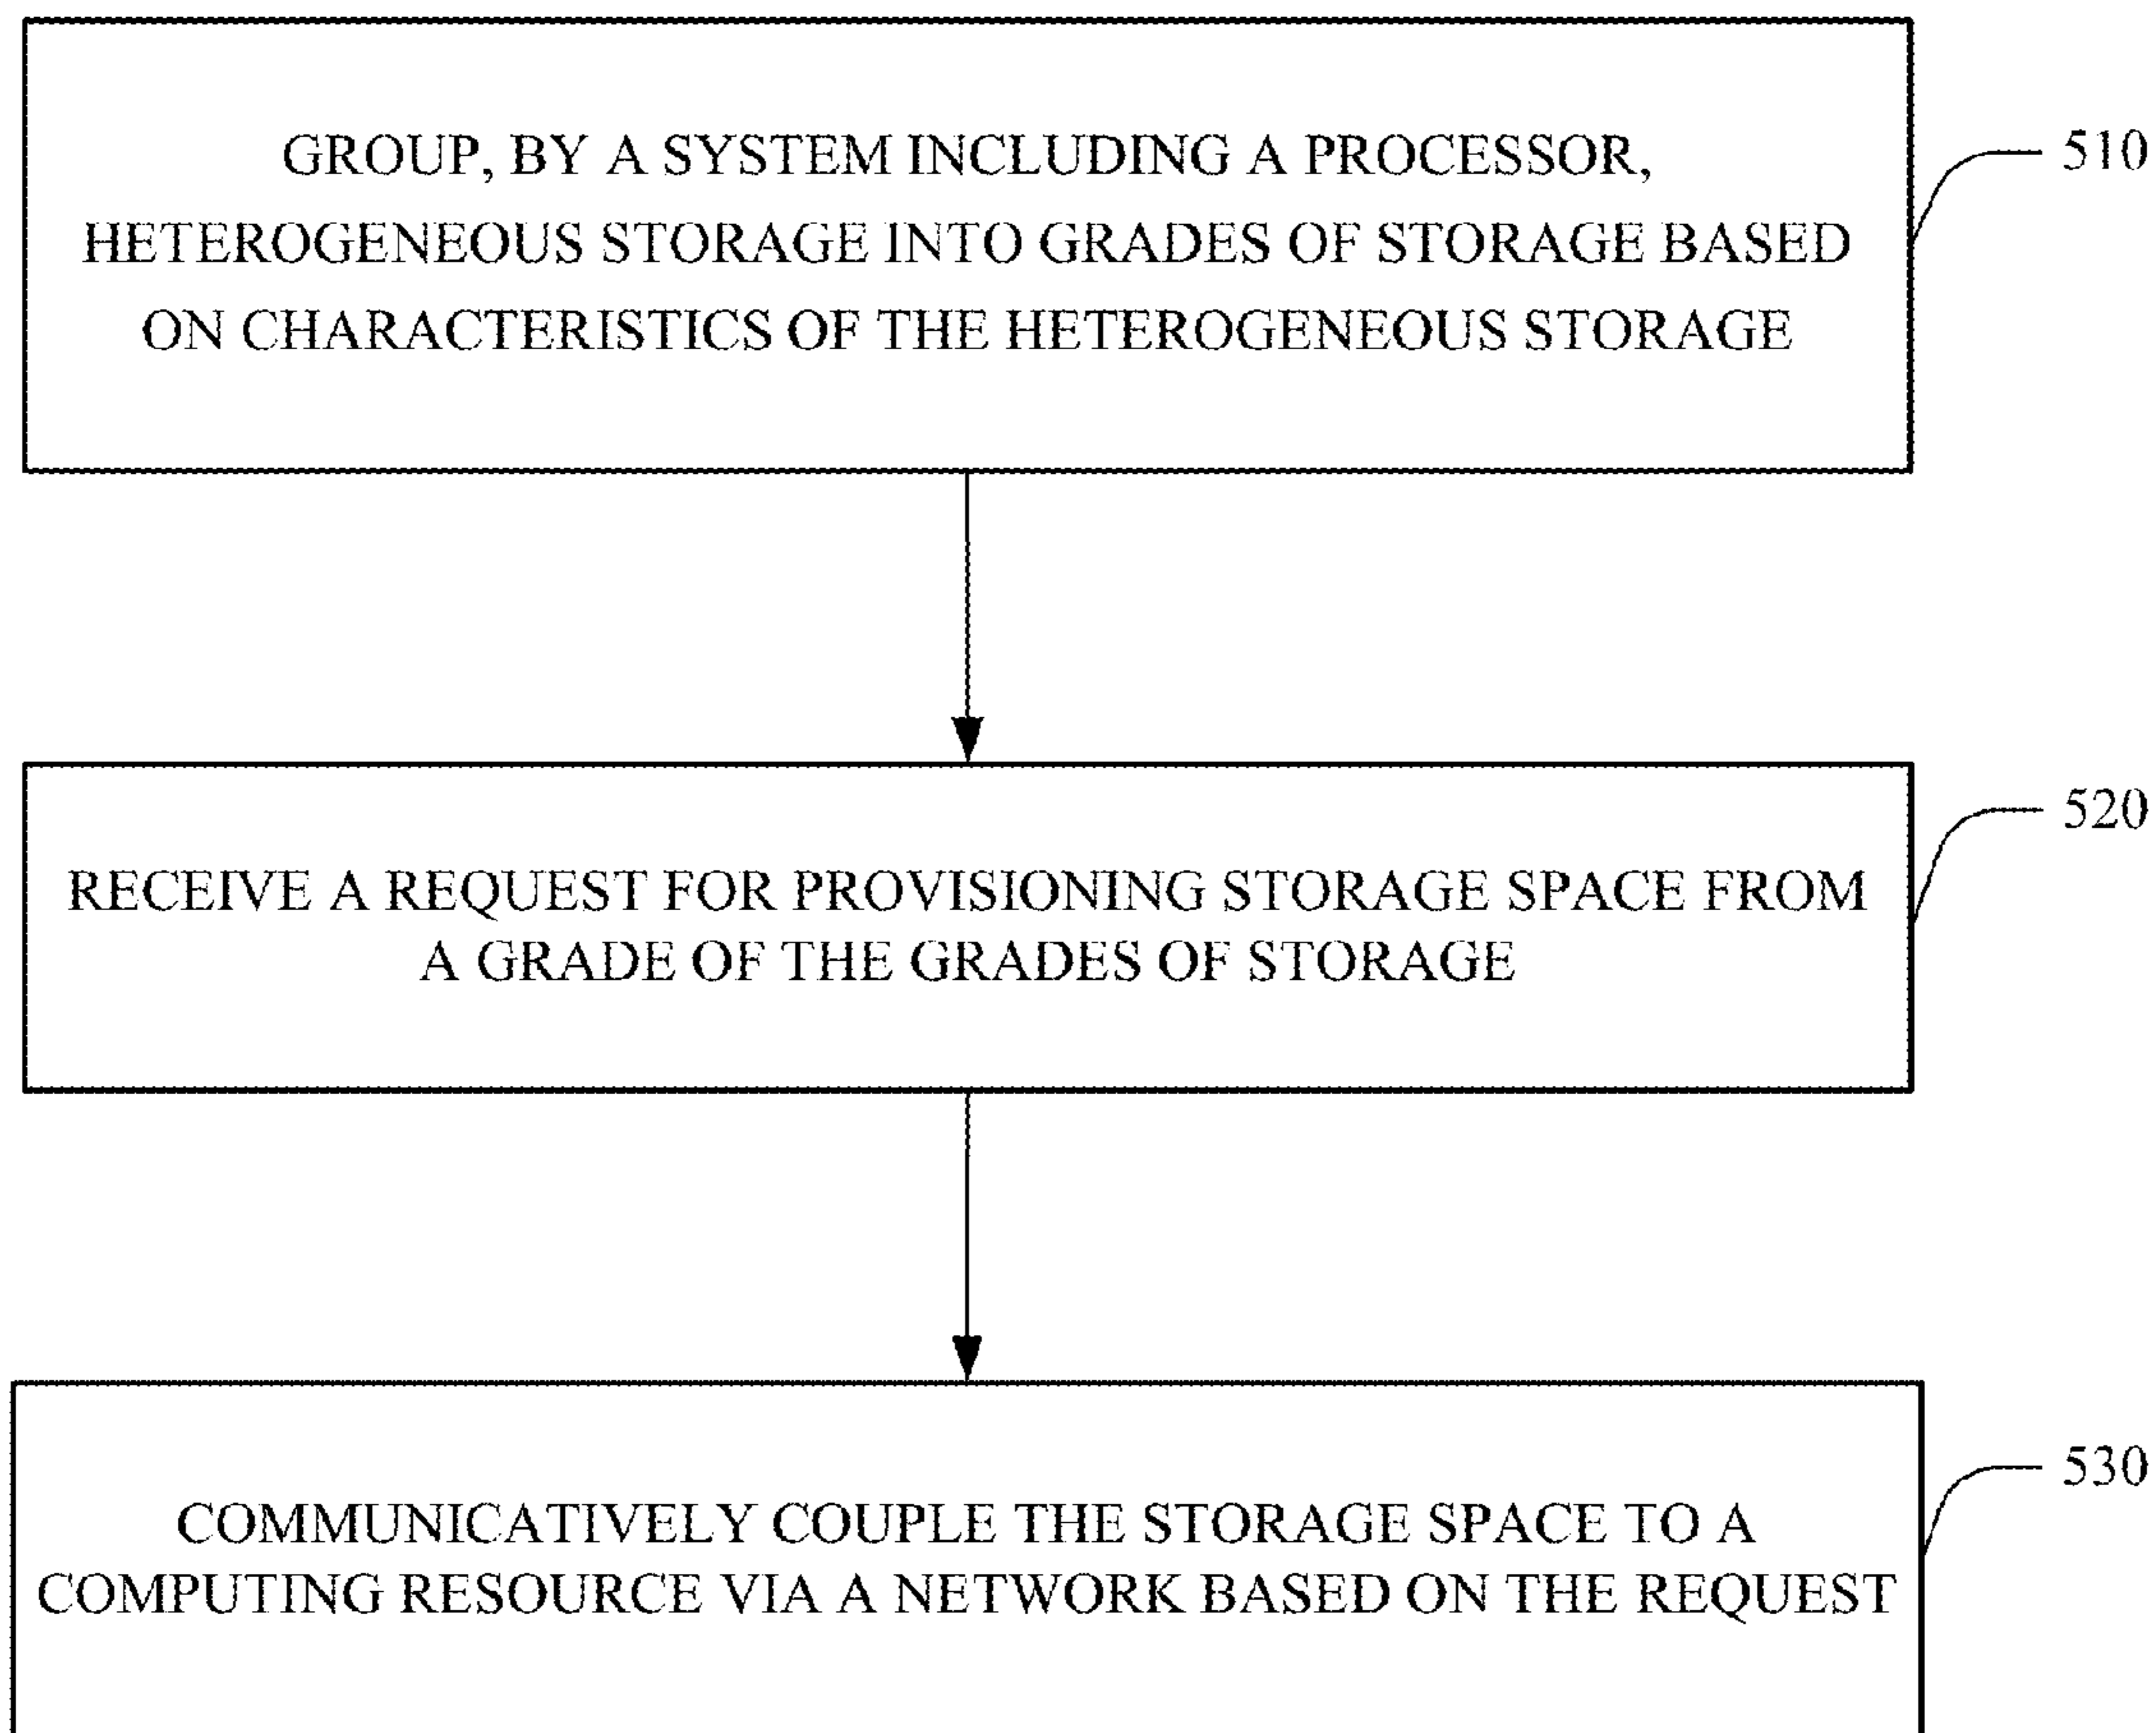 GROUP, BY A SYSTEM INCLUDING A PROCESSOR,
HETEROGENEOUS STORAGE INTO GRADES OF STORAGE BASED
ON CHARACTERISTICS OF THE HETEROGENEOUS STORAGE
510
RECEIVE A REQUEST FOR PROVISIONING STORAGE SPACE FROM
A GRADE OF THE GRADES OF STORAGE
520
COMMUNICATIVELY COUPLE THE STORAGE SPACE TO A
COMPUTING RESOURCE VIA A NETWORK BASED ON THE REQUEST
530